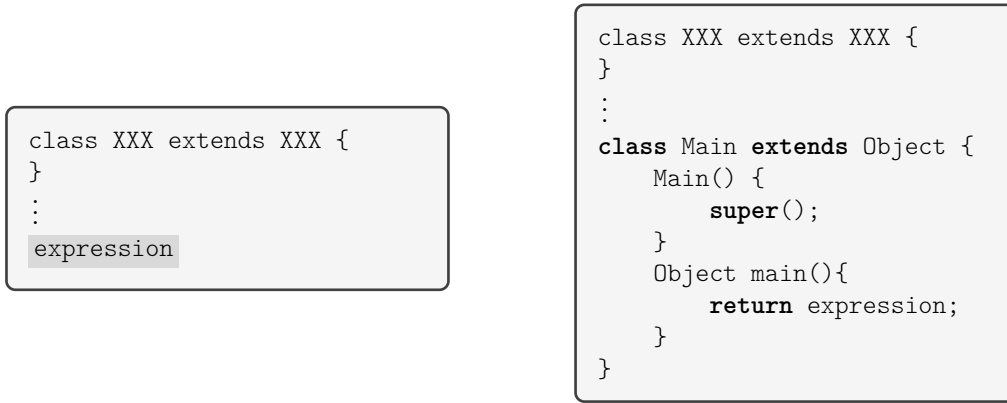 class XXX extends XXX {
}
⋮
expression
class XXX extends XXX {
}
⋮
class Main extends Object {
    Main() {
        super();
    }
    Object main(){
        return expression;
    }
}